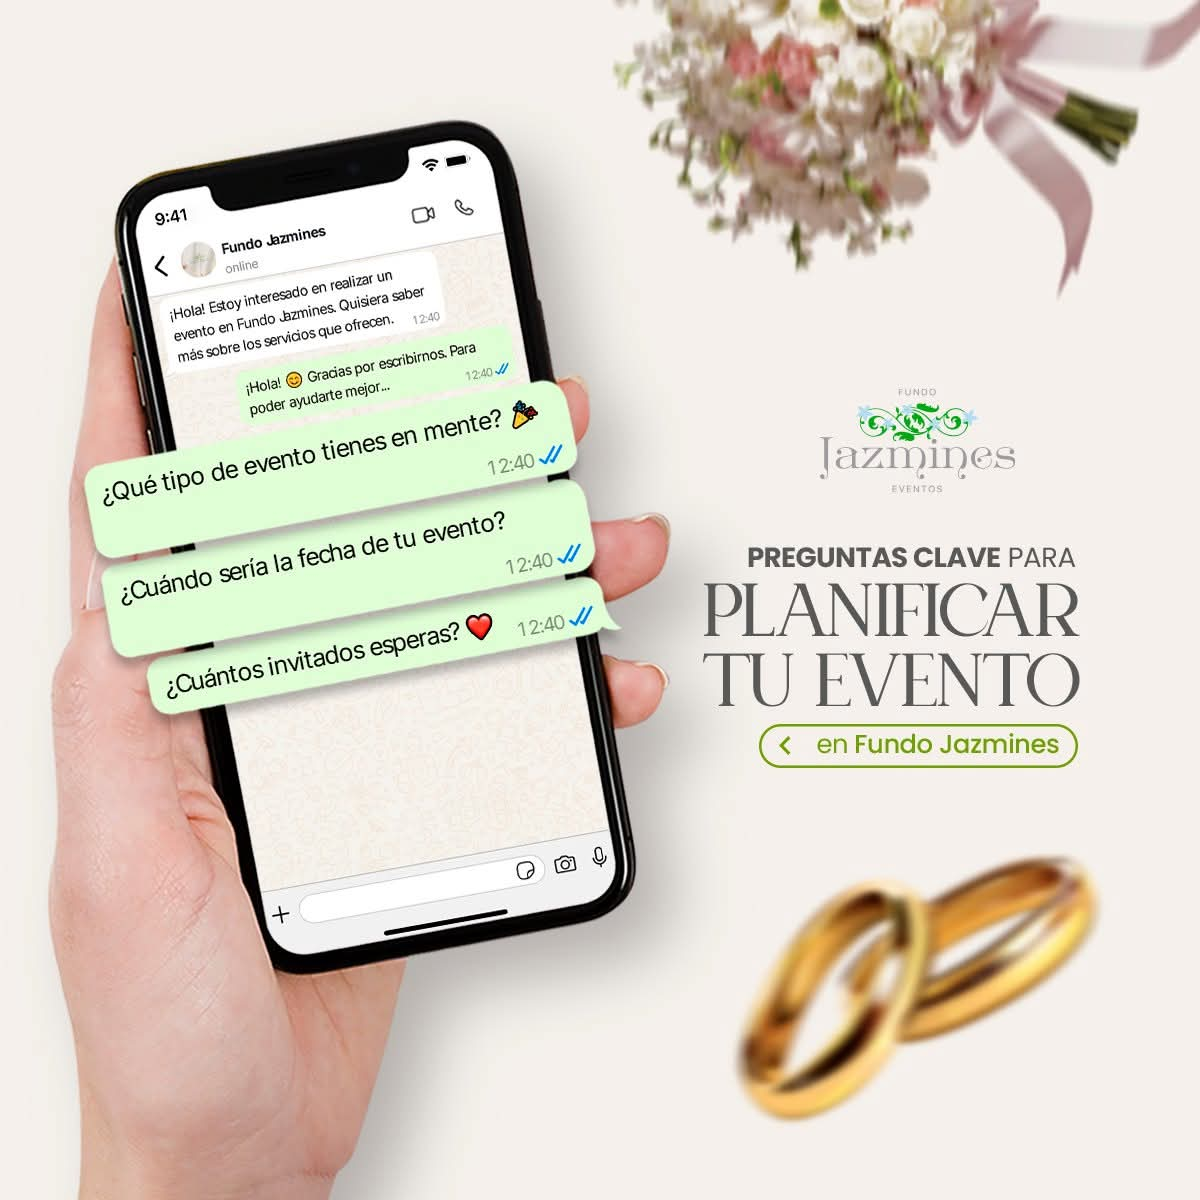 9:41
Fundo Jazmines
online
¡Hola! Estoy interesado en realizar un
evento en Fundo Jazmines. Quisiera saber
más sobre los servicios que ofrecen. 12:40
¡Hola! 😊 Gracias por escribirnos. Para
poder ayudarte mejor... 12:40
¿Qué tipo de evento tienes en mente? 🎉
12:40
¿Cuándo sería la fecha de tu evento?
12:40
¿Cuántos invitados esperas? ❤️ 12:40
FUNDO
Jazmines
EVENTOS
PREGUNTAS CLAVE PARA
PLANIFICAR
TU EVENTO
< en Fundo Jazmines